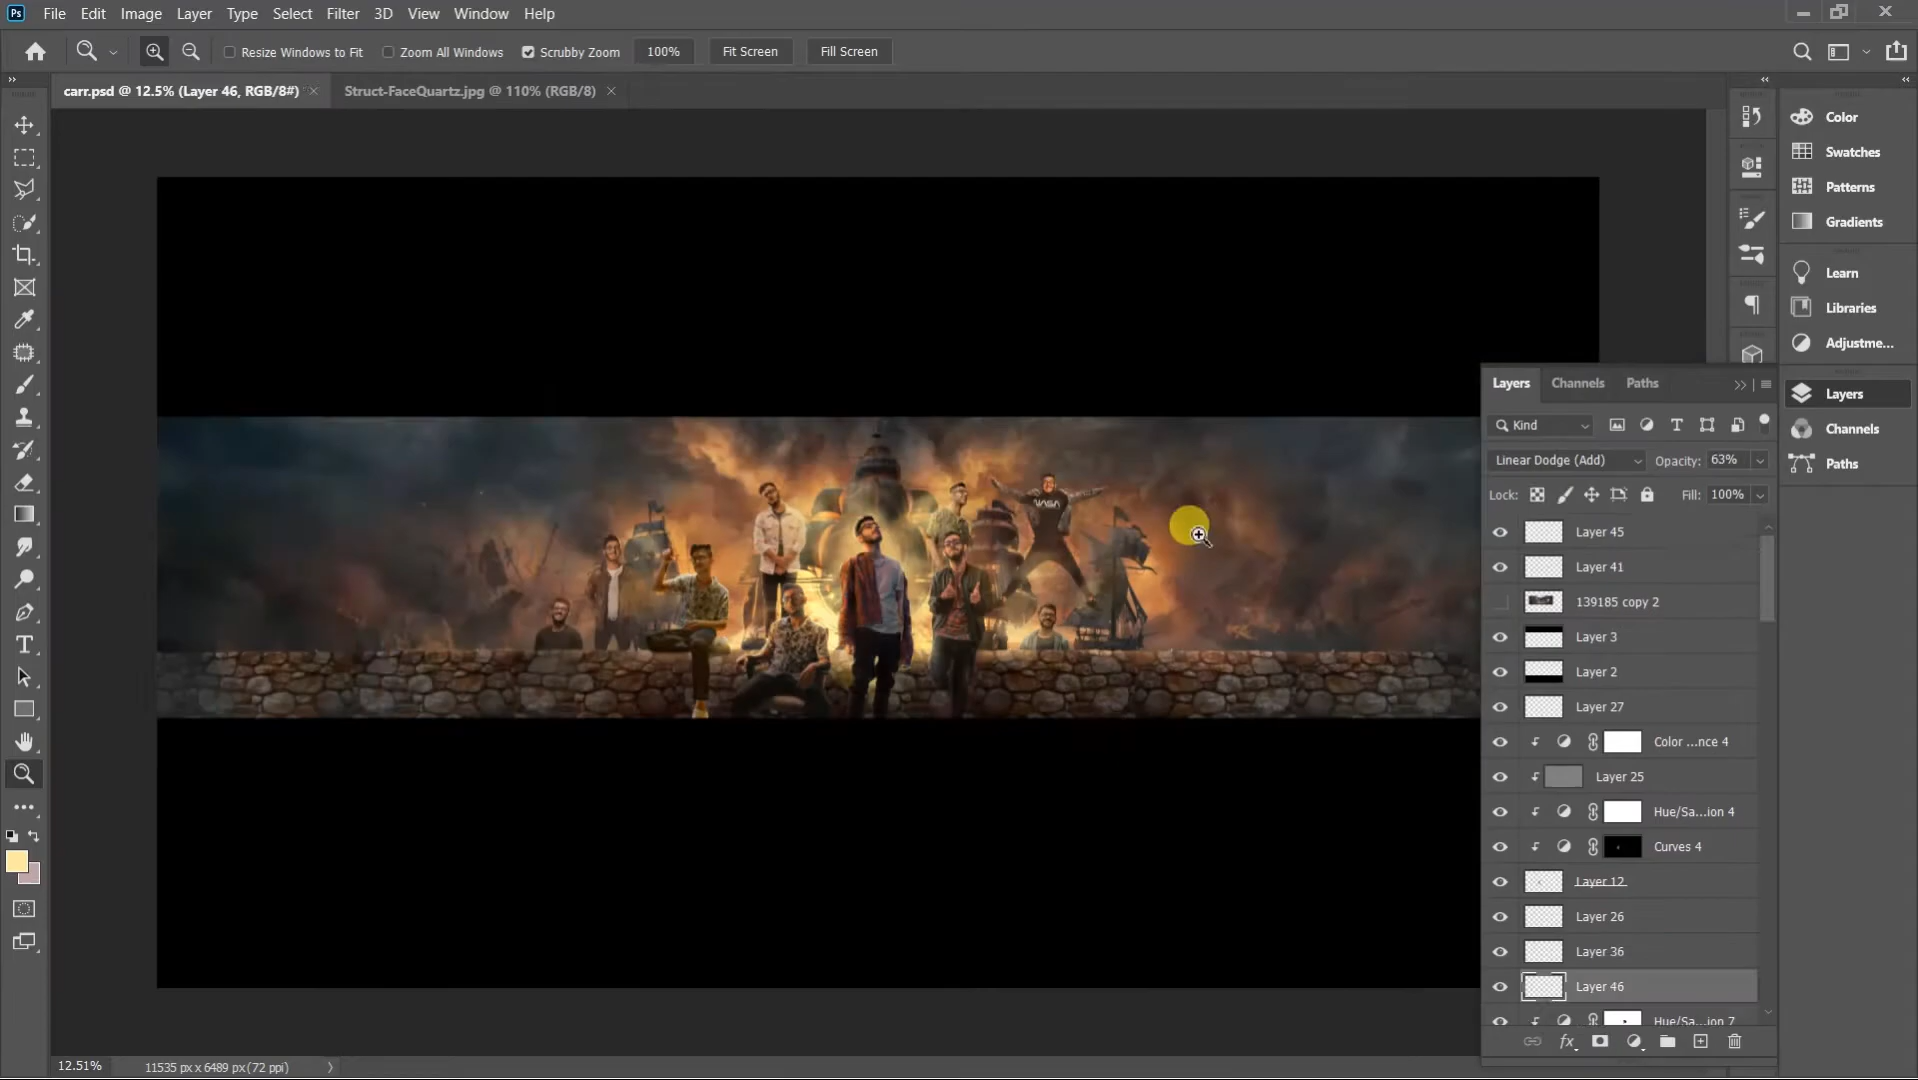 Ps File Edit Image Layer Type Select Filter 3D View Window Help
Resize Windows to Fit Zoom All Windows Scrubby Zoom 100% Fit Screen Fill Screen
carr.psd @ 12.5% (Layer 46, RGB/8#) Struct-FaceQuartz.jpg @ 110% (RGB/8)
Color
Swatches
Patterns
Gradients
Learn
Libraries
Adjustme...
Layers
Channels
Paths
Layers Channels Paths
Kind
Linear Dodge (Add) Opacity: 63%
Lock: Fill: 100%
Layer 45
Layer 41
139185 copy 2
Layer 3
Layer 2
Layer 27
Color ...nce 4
Layer 25
Hue/Sa...ion 4
Curves 4
Layer 12
Layer 26
Layer 36
Layer 46
Hue/Sa...ion 7
fx
NASA
12.51% 11535 px x 6489 px (72 ppi)